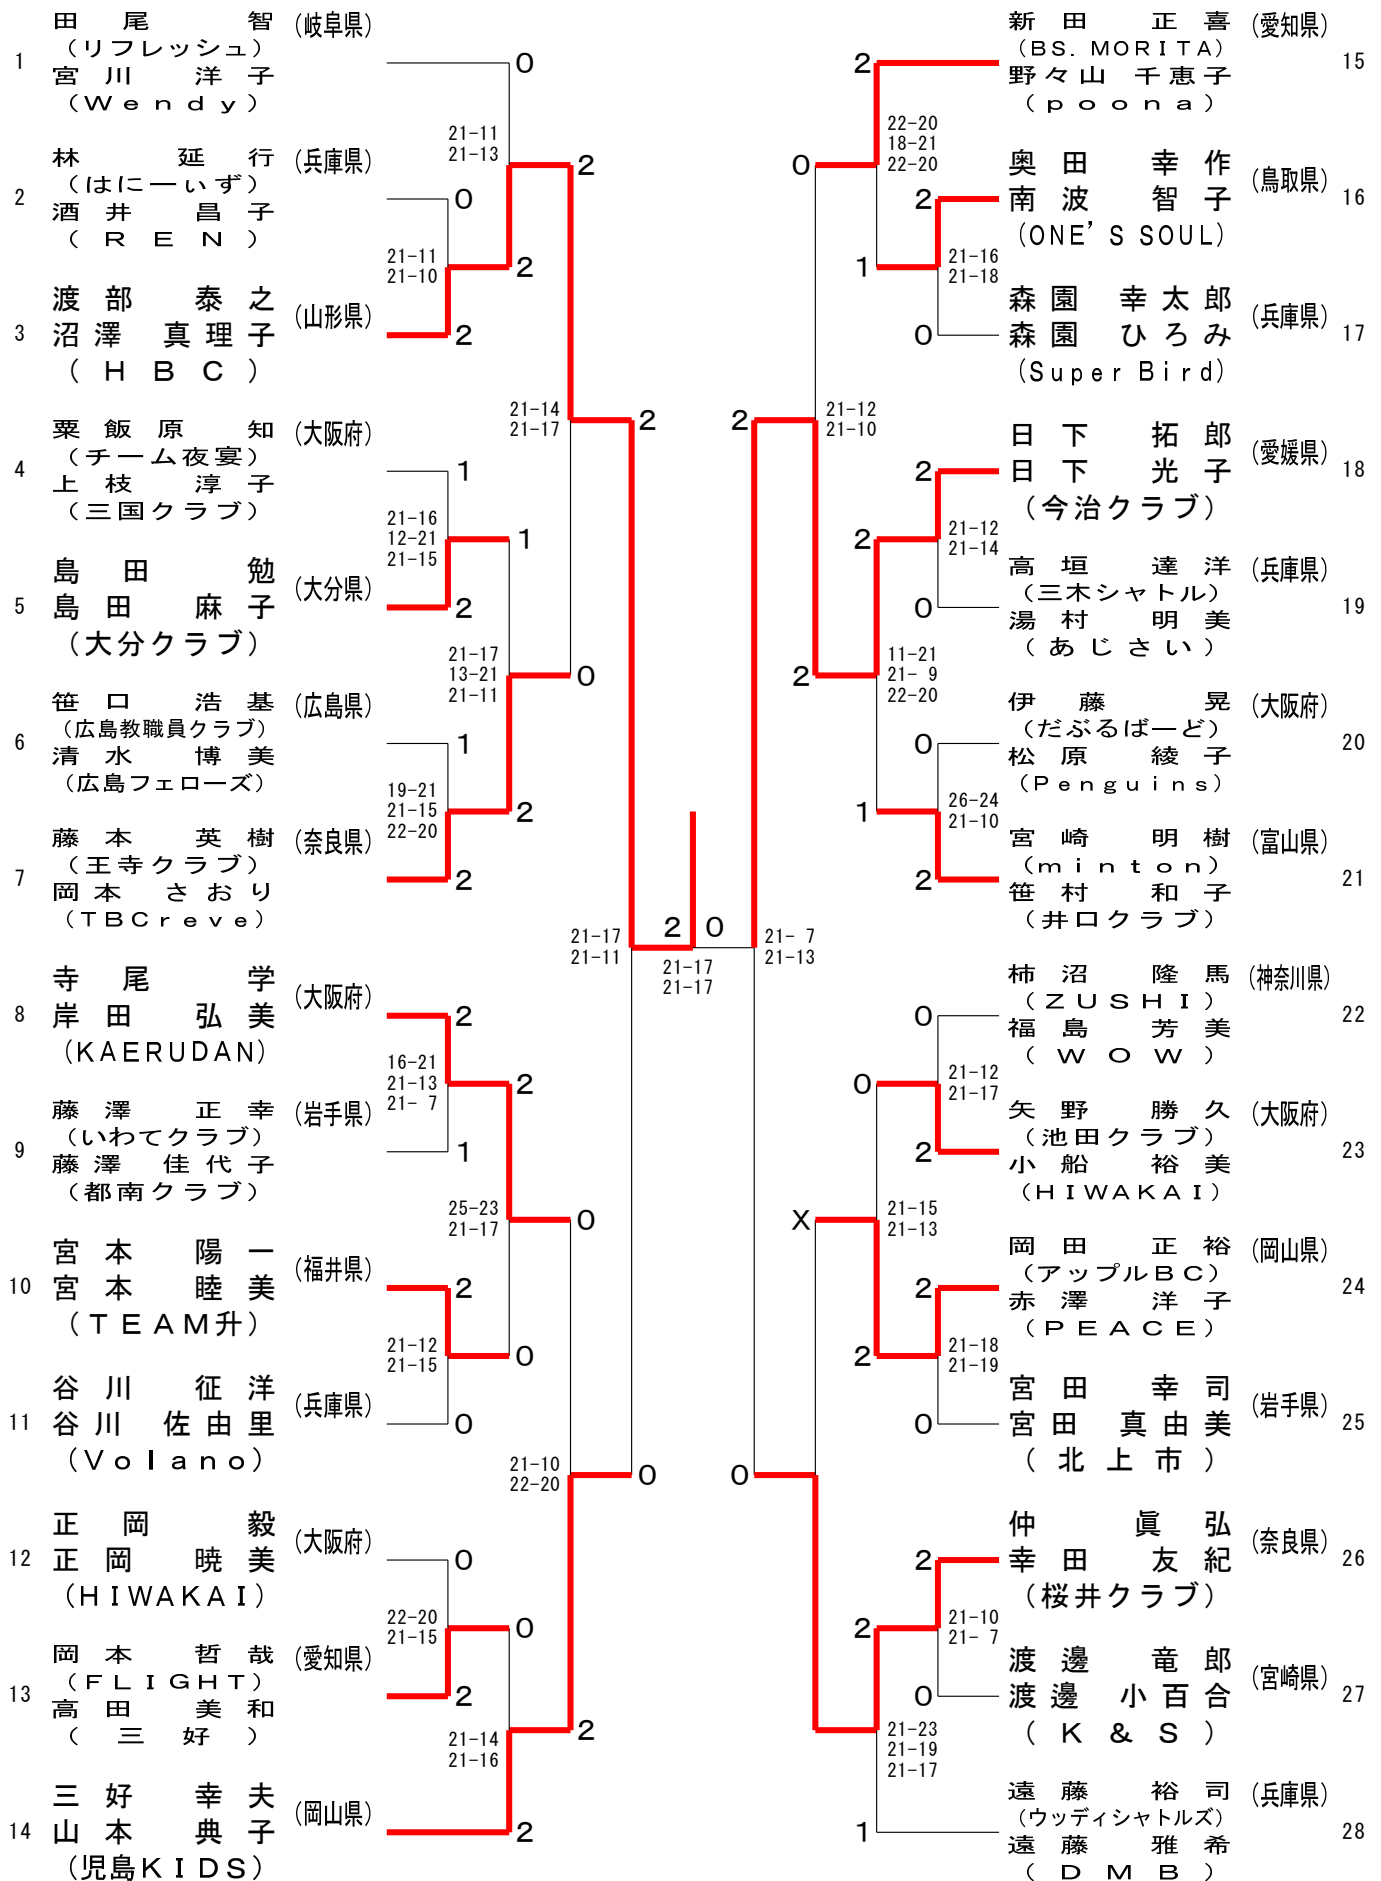 田尾 智 (岐阜県)
(リフレッシュ)
1
宮川 洋子
(Wendy)
0
21-11
21-13
2
林 延行 (兵庫県)
(はにーぃず)
2
酒井 昌子
(REN)
0
21-11
21-10
2
渡部 泰之
(山形県)
3
沼澤 真理子
(HBC)
2
21-14
21-17
2
粟飯原 知 (大阪府)
(チーム夜宴)
4
上枝 淳子
(三国クラブ)
1
21-16
12-21
21-15
1
島田 勉
(大分県)
5
島田 麻子
(大分クラブ)
2
21-17
13-21
21-11
0
笹口 浩基 (広島県)
(広島教職員クラブ)
6
清水 博美
(広島フェローズ)
1
19-21
21-15
22-20
2
藤本 英樹 (奈良県)
(王寺クラブ)
7
岡本 さおり
(TBCreve)
2
21-17
21-11
2 0
21-17
21-17
寺尾 学
(大阪府)
8
岸田 弘美
(KAERUDAN)
2
16-21
21-13
21- 7
2
藤澤 正幸 (岩手県)
(いわてクラブ)
9
藤澤 佳代子
(都南クラブ)
1
25-23
21-17
0
宮本 陽一
(福井県)
10
宮本 睦美
(TEAM升)
2
21-12
21-15
0
谷川 征洋
(兵庫県)
11
谷川 佐由里
(Volano)
0
21-10
22-20
0
正岡 毅
(大阪府)
12
正岡 暁美
(HIWAKAI)
0
22-20
21-15
0
岡本 哲哉 (愛知県)
(FLIGHT)
13
高田 美和
(三好)
2
21-14
21-16
2
三好 幸夫
(岡山県)
14
山本 典子
(児島KIDS)
2
新田 正喜 (愛知県)
(BS. MORITA)
15
野々山 千恵子
(poona)
2
22-20
18-21
22-20
0
奥田 幸作
(鳥取県)
16
南波 智子
(ONE'S SOUL)
2
21-16
21-18
1
森園 幸太郎
(兵庫県)
17
森園 ひろみ
(Super Bird)
0
21-12
21-10
2
日下 拓郎
(愛媛県)
18
日下 光子
(今治クラブ)
2
21-12
21-14
2
高垣 達洋 (兵庫県)
(三木シャトル)
19
湯村 明美
(あじさい)
0
11-21
21- 9
22-20
2
伊藤 晃 (大阪府)
(だぶるばーど)
20
松原 綾子
(Penguins)
0
26-24
21-10
1
宮崎 明樹 (富山県)
(minton)
21
笹村 和子
(井口クラブ)
2
21- 7
21-13
柿沼 隆馬 (神奈川県)
(ZUSHI)
22
福島 芳美
(WOW)
0
21-12
21-17
0
矢野 勝久 (大阪府)
(池田クラブ)
23
小船 裕美
(HIWAKAI)
2
21-15
21-13
X
岡田 正裕 (岡山県)
(アップルBC)
24
赤澤 洋子
(PEACE)
2
21-18
21-19
2
宮田 幸司
(岩手県)
25
宮田 真由美
(北上市)
0
0
仲 眞弘
(奈良県)
26
幸田 友紀
(桜井クラブ)
2
21-10
21- 7
2
渡邊 竜郎
(宮崎県)
27
渡邊 小百合
(K&S)
0
21-23
21-19
21-17
遠藤 裕司 (兵庫県)
(ウッディシャトルズ)
28
遠藤 雅希
(DMB)
1